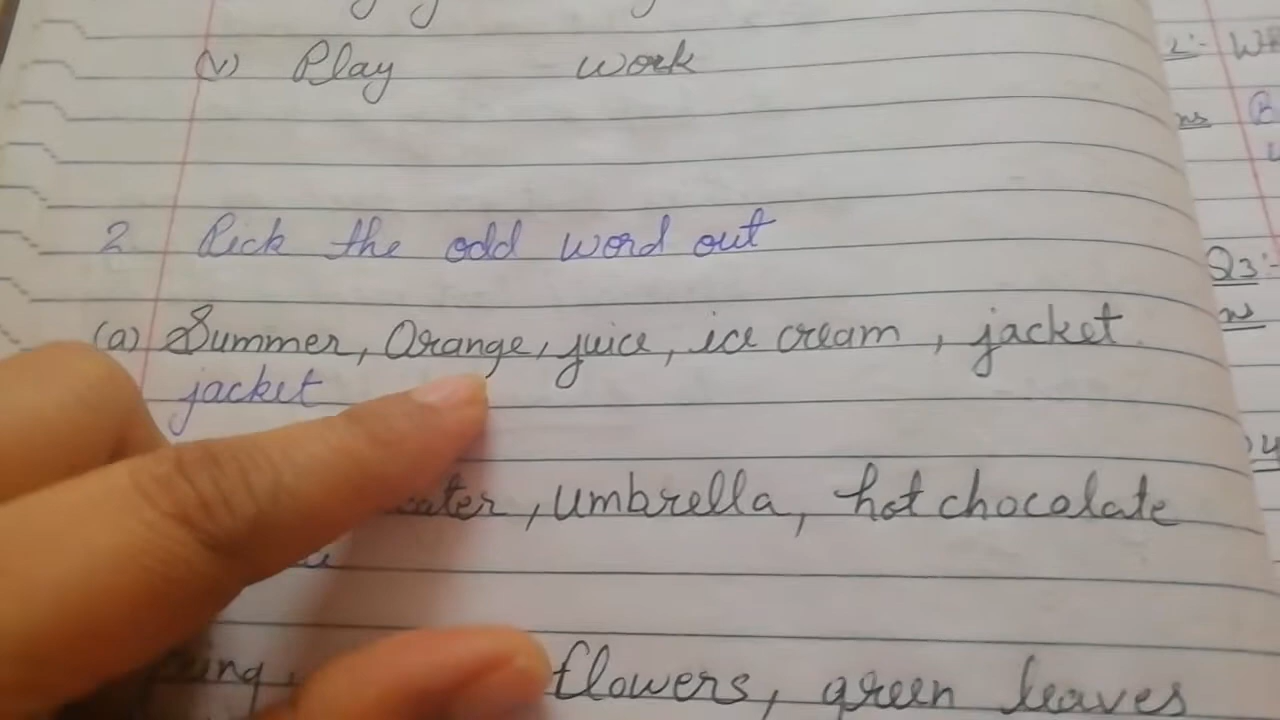 (v) Play work
2 Pick the odd word out
(a) Summer, Orange, juice, ice cream, jacket
jacket
umbrella, hot chocolate
flowers, green leaves
Q3:-